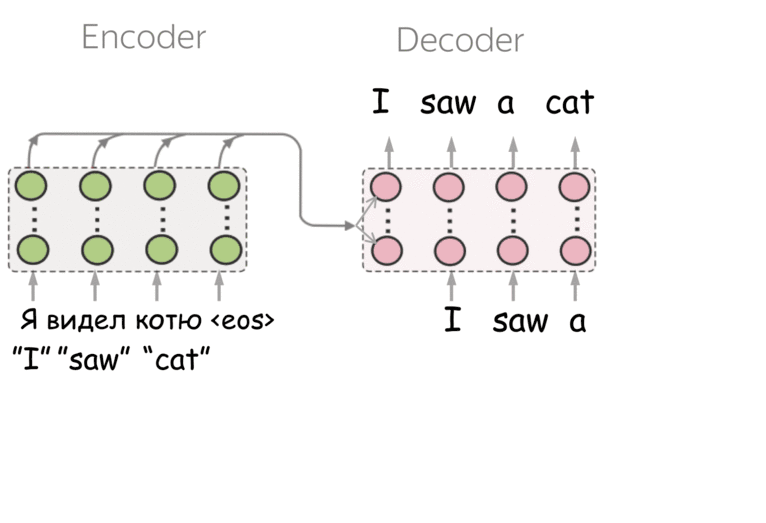 Encoder
Decoder
I saw a cat
Я видел котю <eos>
"I" "saw" "cat"
I saw a